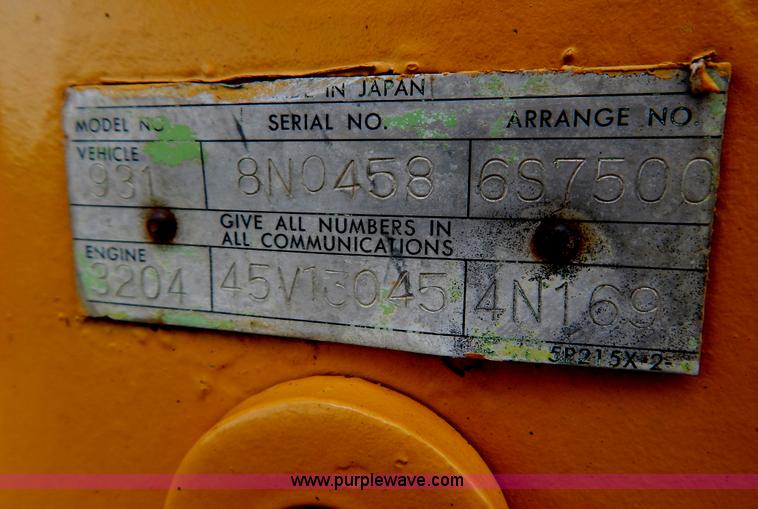 IN JAPAN
MODEL NO SERIAL NO. ARRANGE NO.
VEHICLE
931 8N0458 6S7500
GIVE ALL NUMBERS IN
ALL COMMUNICATIONS
ENGINE
3204 45V13045 4N169
5P215X-2-
www.purplewave.com